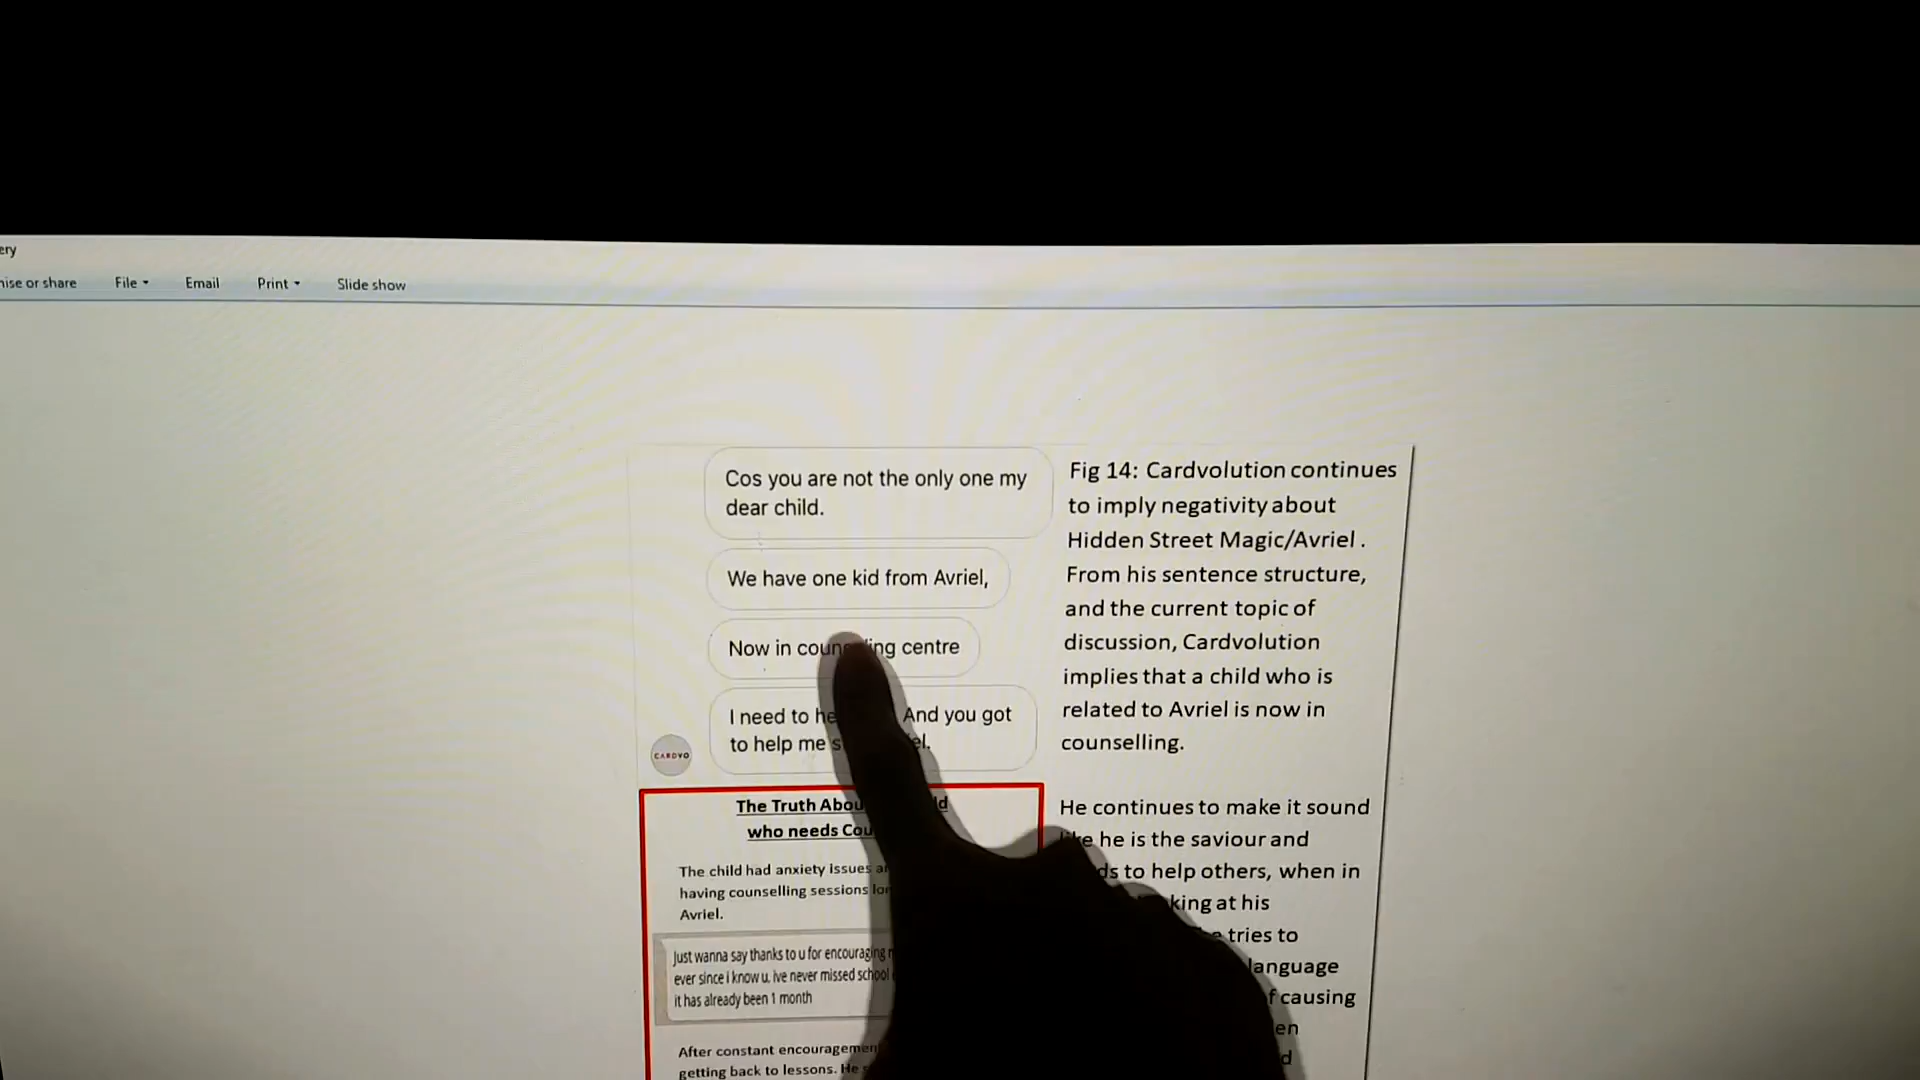 ery
nise or share
File
Email
Print
Slide show
Cos you are not the only one my
dear child.
We have one kid from Avriel,
Now in counselling centre
I need to And you got
to help me
CARDVO
The Truth
who needs
The child had anxiety issues
having counselling sessions
Avriel.
Just wanna say thanks to u for encouraging
ever since i know u, ive never missed school
it has already been 1 month
After constant encouragement
getting back to lessons. He
Fig 14: Cardvolution continues
to imply negativity about
Hidden Street Magic/Avriel .
From his sentence structure,
and the current topic of
discussion, Cardvolution
implies that a child who is
related to Avriel is now in
counselling.
He continues to make it sound
like he is the saviour and
to help others, when in
at his
tries to
language
causing